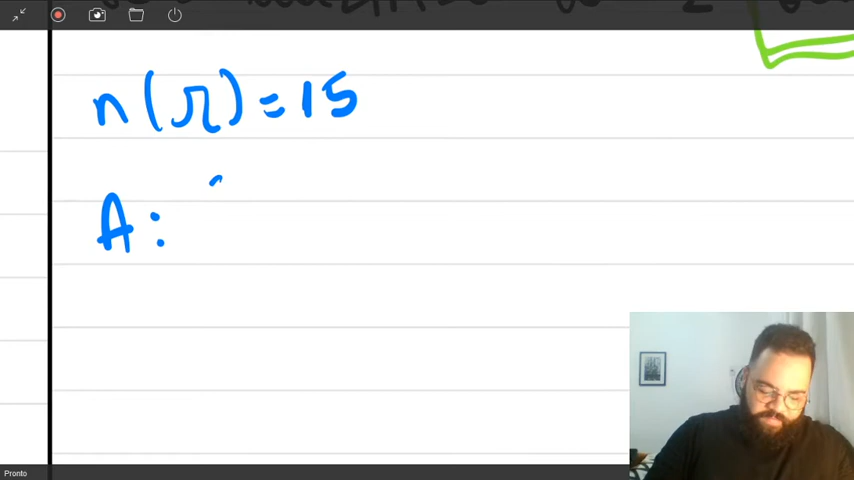 n(Ω) = 15
A:
Pronto